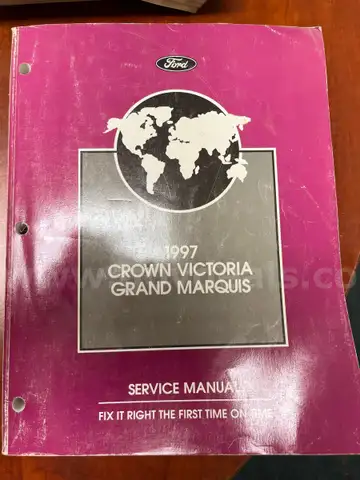 Ford
1997
CROWN VICTORIA
GRAND MARQUIS
SERVICE MANUAL
FIX IT RIGHT THE FIRST TIME ON TIME